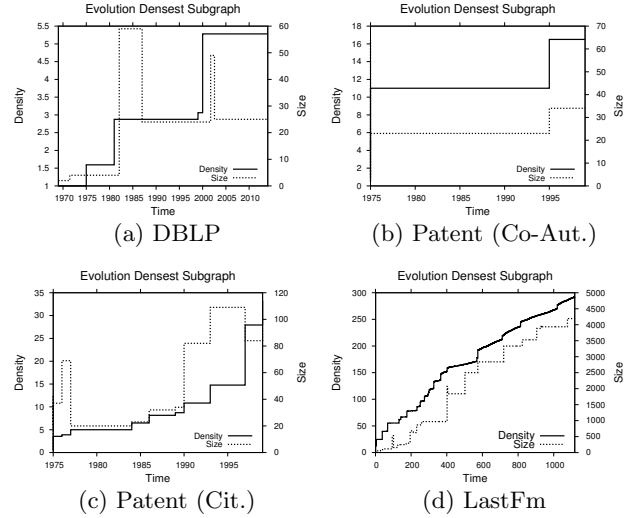 Evolution Densest Subgraph
5.5
5
4.5
4
3.5
3
2.5
2
1.5
1
Density
60
50
40
30
20
10
0
Size
Density
Size
1970 1975 1980 1985 1990 1995 2000 2005 2010
Time
(a) DBLP
Evolution Densest Subgraph
18
16
14
12
10
8
6
4
2
0
Density
70
60
50
40
30
20
10
0
Size
Density
Size
1975 1980 1985 1990 1995
Time
(b) Patent (Co-Aut.)
Evolution Densest Subgraph
35
30
25
20
15
10
5
0
Density
120
100
80
60
40
20
0
Size
Density
Size
1975 1980 1985 1990 1995
Time
(c) Patent (Cit.)
Evolution Densest Subgraph
300
250
200
150
100
50
0
Density
5000
4500
4000
3500
3000
2500
2000
1500
1000
500
0
Size
Density
Size
0 200 400 600 800 1000
Time
(d) LastFm